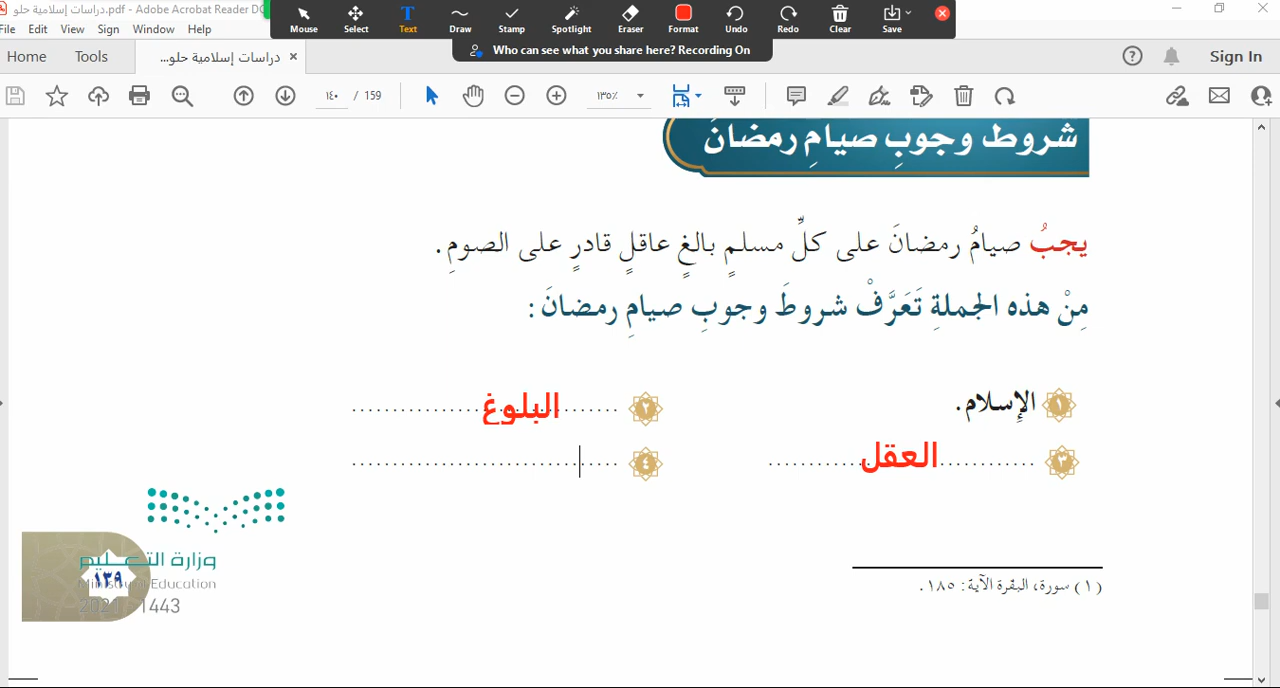 دراسات إسلامية حلو.pdf - Adobe Acrobat Reader DC
Mouse Select Text Draw Stamp Spotlight Eraser Format Undo Redo Clear Save
File Edit View Sign Window Help
Who can see what you share here? Recording On
Home Tools دراسات إسلامية حلو... × Sign In
١٤٠ / 159 ١٣٥٪
شروط وجوبِ صيامِ رمضانَ
يجبُ صيامُ رمضانَ على كلِّ مسلمٍ بالغٍ عاقلٍ قادرٍ على الصومِ.
مِنْ هذه الجملةِ تَعَرَّفْ شروطَ وجوبِ صيامِ رمضانَ :
١ الإِسلام.
٢ البلوغ
٣ العقل
٤
وزارة التعليم
Ministry of Education
١٣٩
2021 - 1443
(١) سورة، البقرة الآية: ١٨٥.